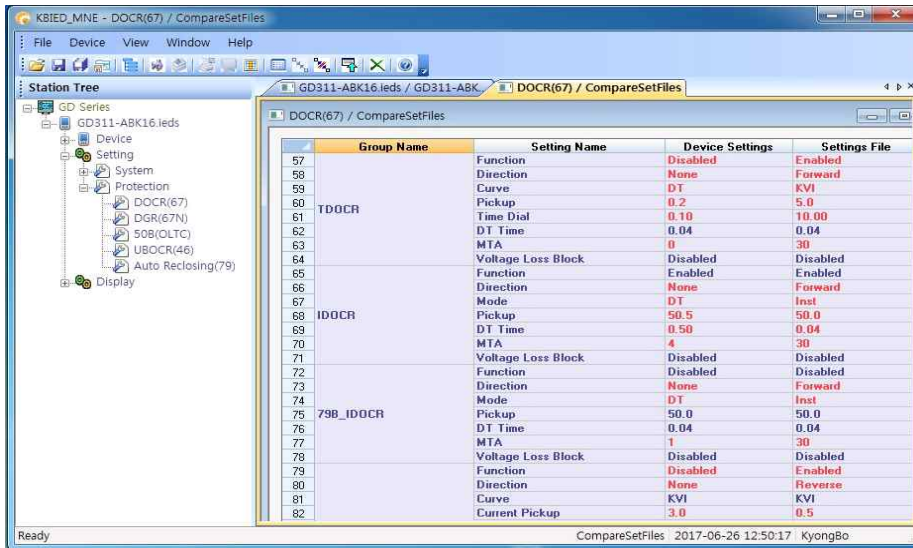 KBIED_MNE - DOCR(67) / CompareSetFiles
File Device View Window Help
Station Tree
GD Series
GD311-ABK16.ieds
Device
Setting
System
Protection
DOCR(67)
DGR(67N)
50B(OLTC)
UBOCR(46)
Auto Reclosing(79)
Display
GD311-ABK16.ieds / GD311-ABK
DOCR(67) / CompareSetFiles
DOCR(67) / CompareSetFiles
Group Name Setting Name Device Settings Settings File
57 Function Disabled Enabled
58 Direction None Forward
59 Curve DT KVI
60 Pickup 0.2 5.0
TDOCR
61 Time Dial 0.10 10.00
62 DT Time 0.04 0.04
63 MTA 0 30
64 Voltage Loss Block Disabled Disabled
65 Function Enabled Enabled
66 Direction None Forward
67 Mode DT Inst
68 IDOCR Pickup 50.5 50.0
69 DT Time 0.50 0.04
70 MTA 4 30
71 Voltage Loss Block Disabled Disabled
72 Function Disabled Disabled
73 Direction None Forward
74 Mode DT Inst
75 79B_IDOCR Pickup 50.0 50.0
76 DT Time 0.04 0.04
77 MTA 1 30
78 Voltage Loss Block Disabled Disabled
79 Function Disabled Enabled
80 Direction None Reverse
81 Curve KVI KVI
82 Current Pickup 3.0 0.5
Ready CompareSetFiles 2017-06-26 12:50:17 KyongBo